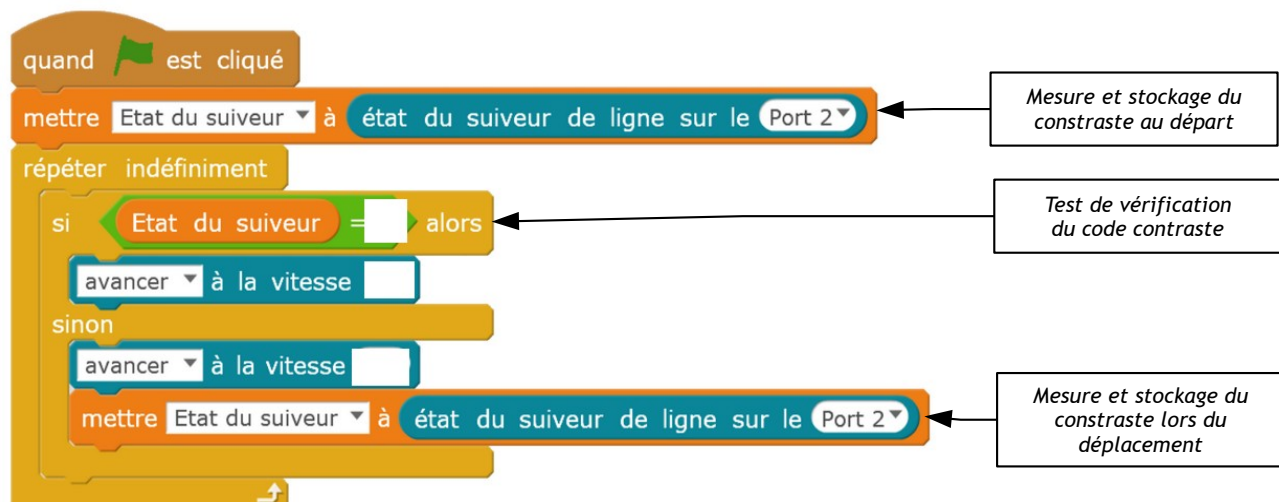 quand est cliqué
mettre Etat du suiveur à état du suiveur de ligne sur le Port 2
Mesure et stockage du
constraste au départ
répéter indéfiniment
si Etat du suiveur = alors
Test de vérification
du code contraste
avancer à la vitesse
sinon
avancer à la vitesse
mettre Etat du suiveur à état du suiveur de ligne sur le Port 2
Mesure et stockage du
constraste lors du
déplacement